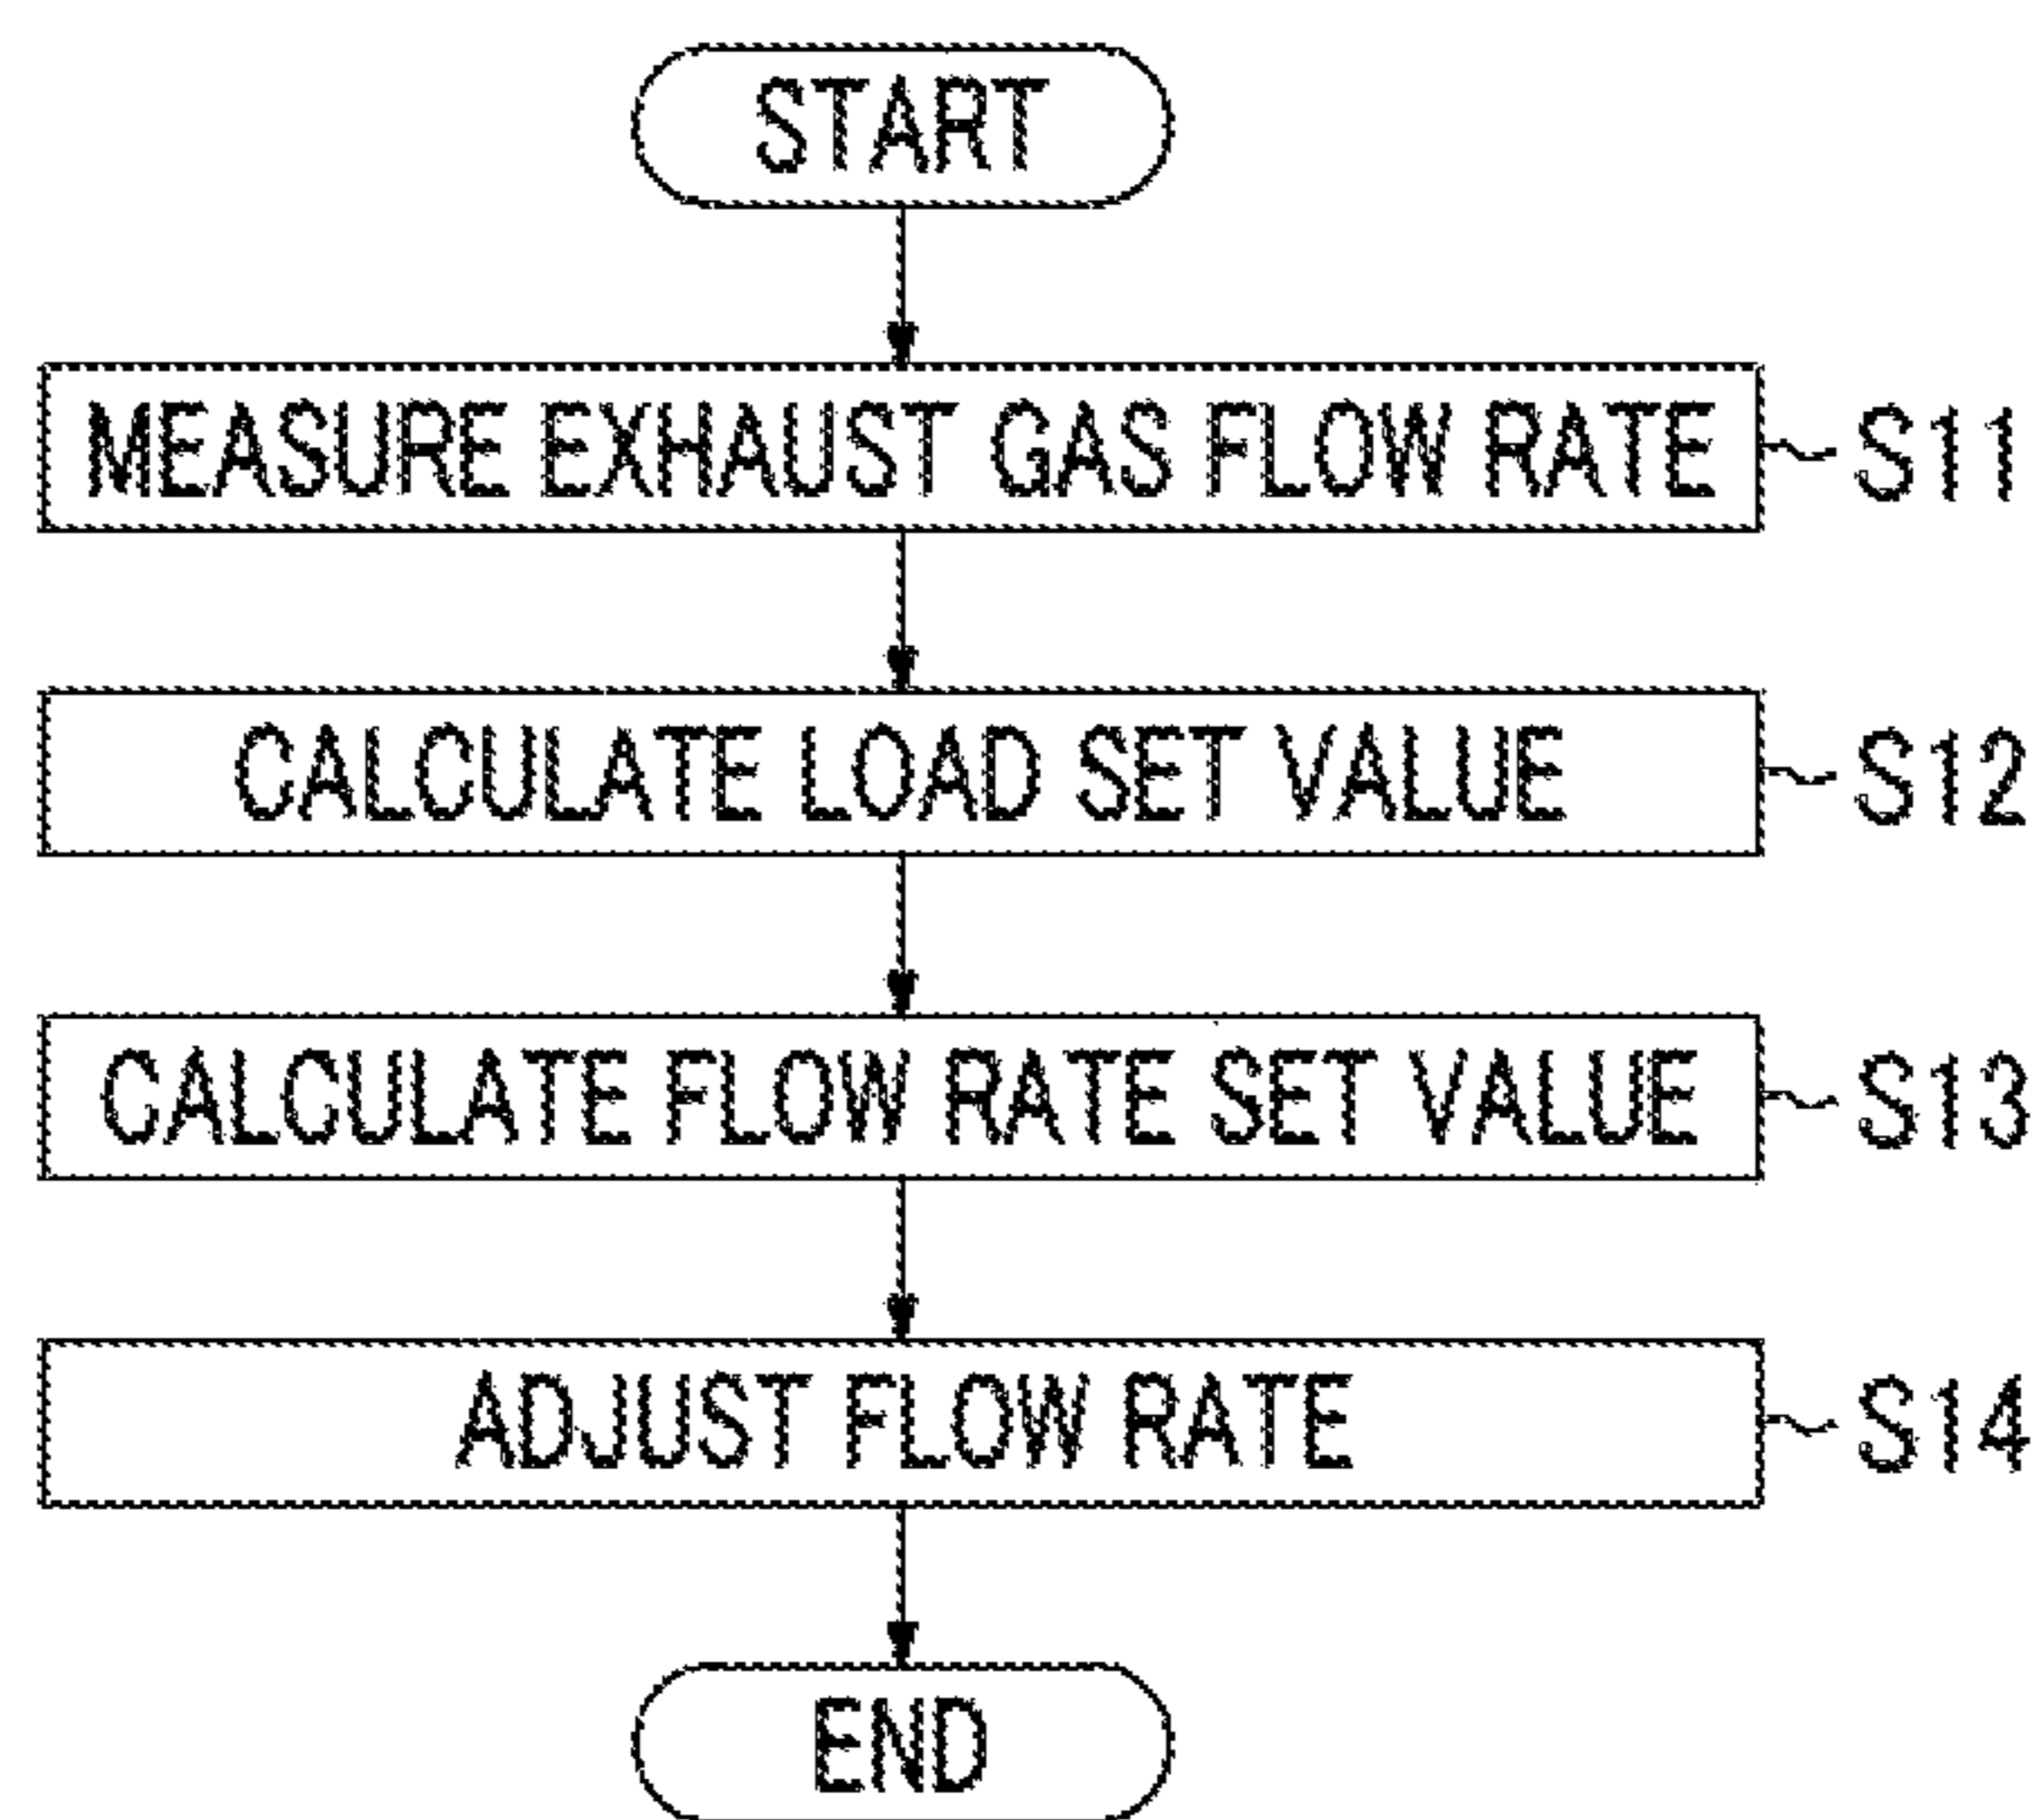 START
MEASURE EXHAUST GAS FLOW RATE S11
CALCULATE LOAD SET VALUE S12
CALCULATE FLOW RATE SET VALUE S13
ADJUST FLOW RATE S14
END